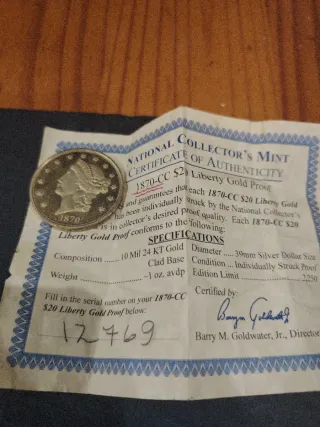 NATIONAL COLLECTOR'S MINT
CERTIFICATE OF AUTHENTICITY
1870-CC $20 Liberty Gold Proof
and guarantees that each 1870-CC $20 Liberty Gold
has been individually struck by the National Collector's
is in collector's desired proof quality. Each 1870-CC $20
Liberty Gold Proof conforms to the following:
SPECIFICATIONS
Composition ........ 10 Mil 24 KT Gold
Clad Base
Weight ................... ~1 oz. avdp
Diameter ..... 39mm Silver Dollar Size
Condition ... Individually Struck Proof
Edition Limit ........................ 2250
Fill in the serial number on your 1870-CC
$20 Liberty Gold Proof below:
12769
Certified by:
Barry Goldwater Jr
Barry M. Goldwater, Jr., Director
1870